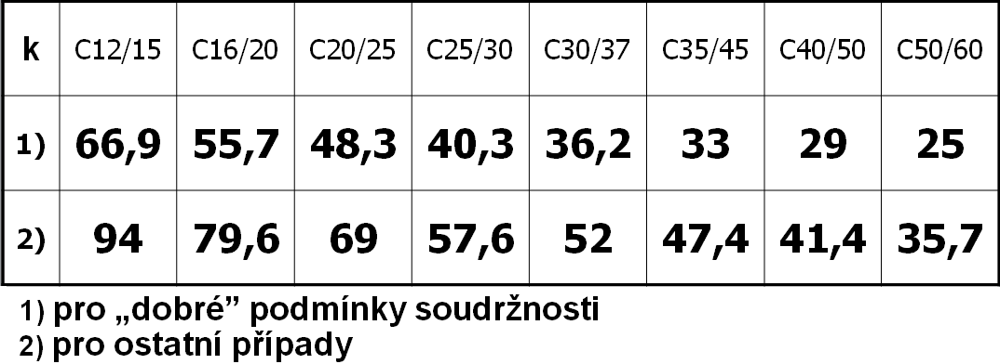 k C12/15 C16/20 C20/25 C25/30 C30/37 C35/45 C40/50 C50/60
1) 66,9 55,7 48,3 40,3 36,2 33 29 25
2) 94 79,6 69 57,6 52 47,4 41,4 35,7
1) pro „dobré” podmínky soudržnosti
2) pro ostatní případy